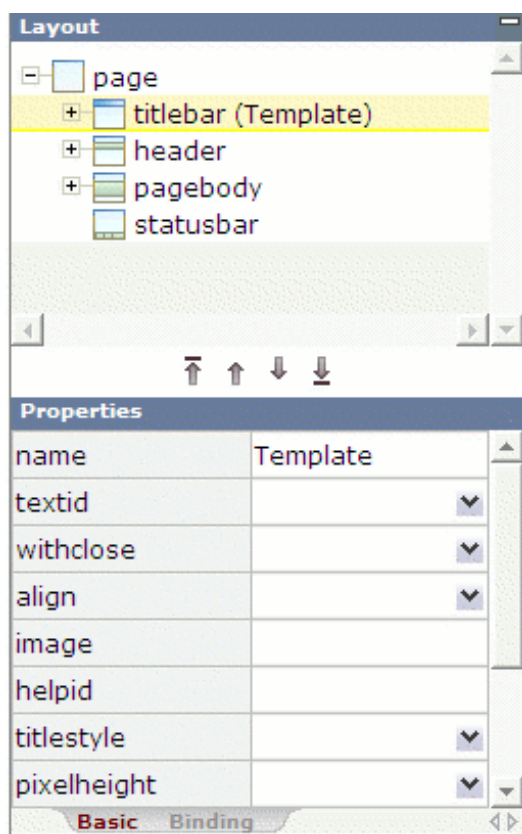 Layout
page
titlebar (Template)
header
pagebody
statusbar
Properties
name Template
textid
withclose
align
image
helpid
titlestyle
pixelheight
Basic Binding